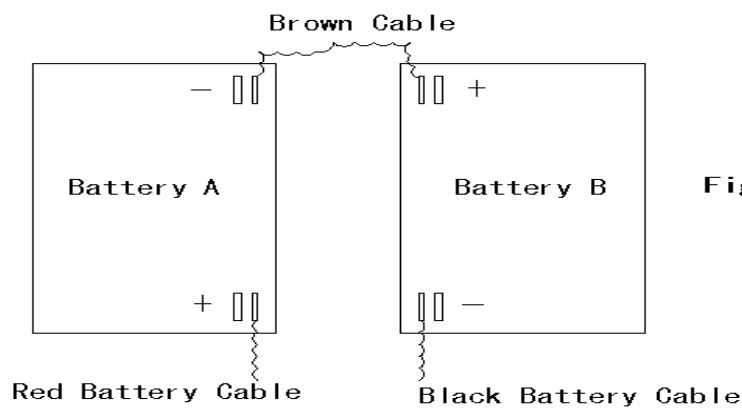 Brown Cable
− +
Battery A Battery B
+ −
Red Battery Cable
Black Battery Cable